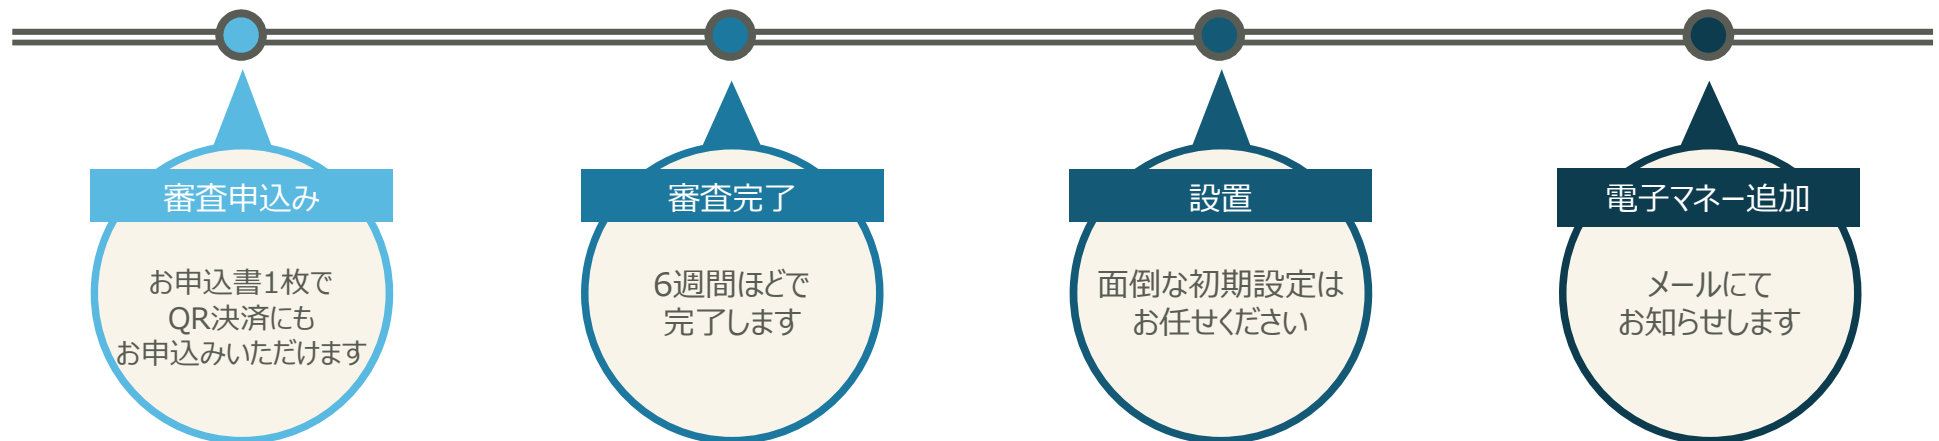 審査申込み
お申込書1枚で
QR決済にも
お申込みいただけます
審査完了
6週間ほどで
完了します
設置
面倒な初期設定は
お任せください
電子マネー追加
メールにて
お知らせします